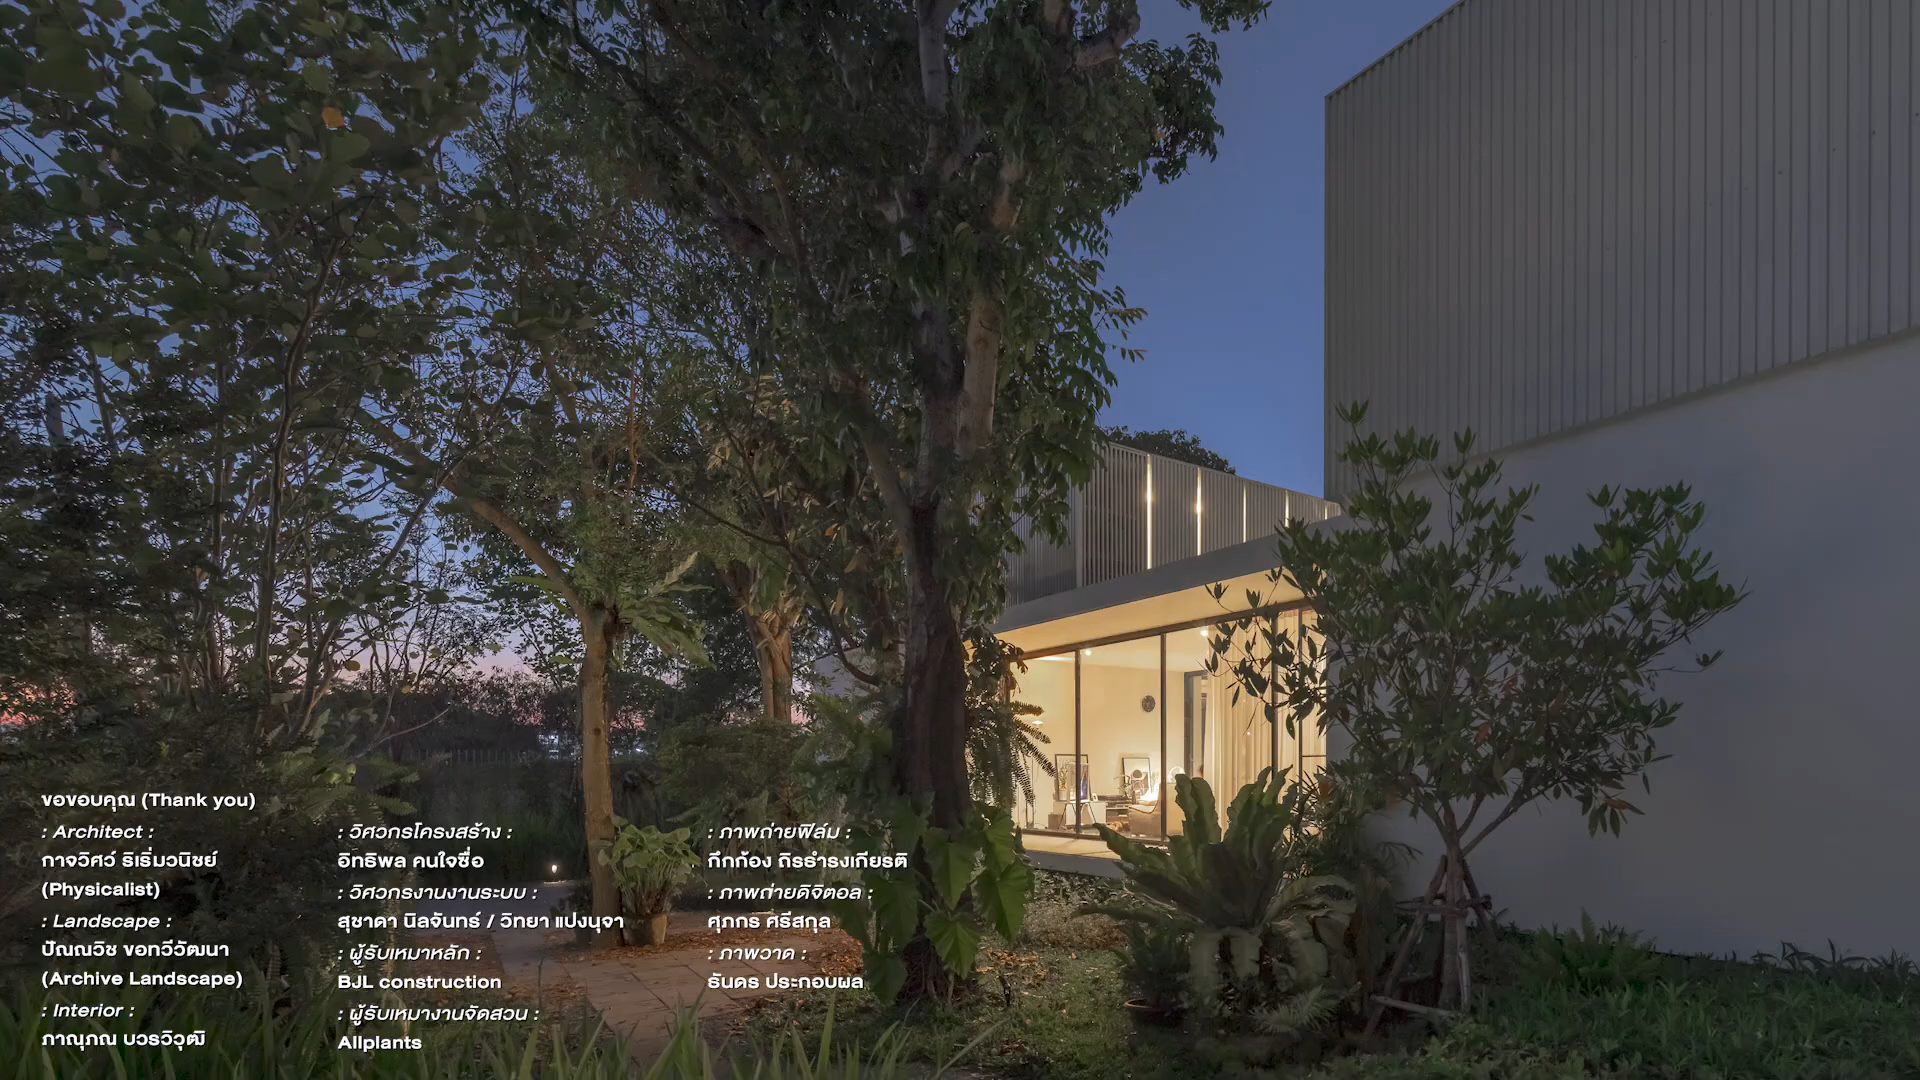 ขอขอบคุณ (Thank you)
: Architect :
กาจวิศว์ ริเริ่มวนิชย์
(Physicalist)
: Landscape :
ปัณณวิช ขอทวีวัฒนา
(Archive Landscape)
: Interior :
ภาณุภณ บวรวิวุฒิ
: วิศวกรโครงสร้าง :
อิทธิพล คนใจซื่อ
: วิศวกรงานงานระบบ :
สุชาดา นิลจันทร์ / วิทยา แปงนุจา
: ผู้รับเหมาหลัก :
BJL construction
: ผู้รับเหมางานจัดสวน :
Allplants
: ภาพถ่ายฟิล์ม :
กึกก้อง ถิรธำรงเกียรติ
: ภาพถ่ายดิจิตอล :
ศุภกร ศรีสกุล
: ภาพวาด :
ธันดร ประกอบผล